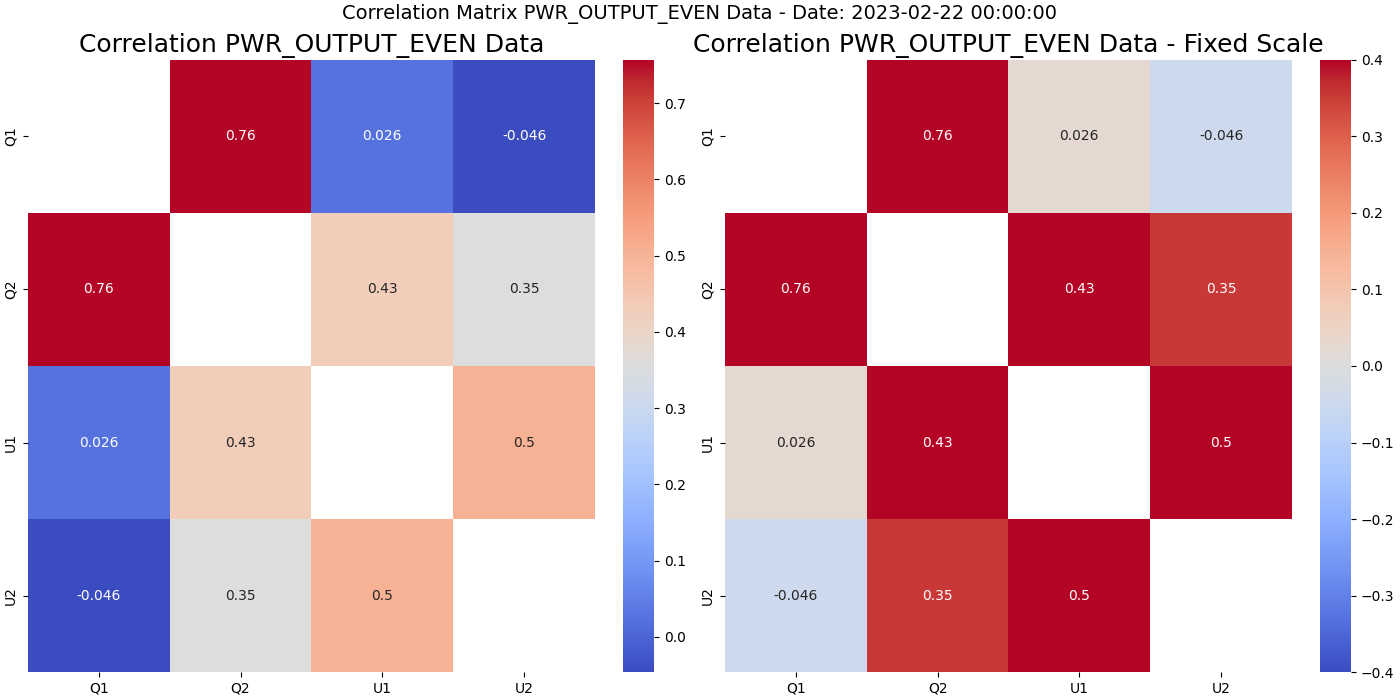 Correlation Matrix PWR_OUTPUT_EVEN Data - Date: 2023-02-22 00:00:00
Correlation PWR_OUTPUT_EVEN Data
Q1
0.76
0.026
-0.046
Q2
0.76
0.43
0.35
U1
0.026
0.43
0.5
U2
-0.046
0.35
0.5
Q1
Q2
U1
U2
0.7
0.6
0.5
0.4
0.3
0.2
0.1
0.0
Correlation PWR_OUTPUT_EVEN Data - Fixed Scale
Q1
0.76
0.026
-0.046
Q2
0.76
0.43
0.35
U1
0.026
0.43
0.5
U2
-0.046
0.35
0.5
Q1
Q2
U1
U2
0.4
0.3
0.2
0.1
0.0
−0.1
−0.2
−0.3
−0.4